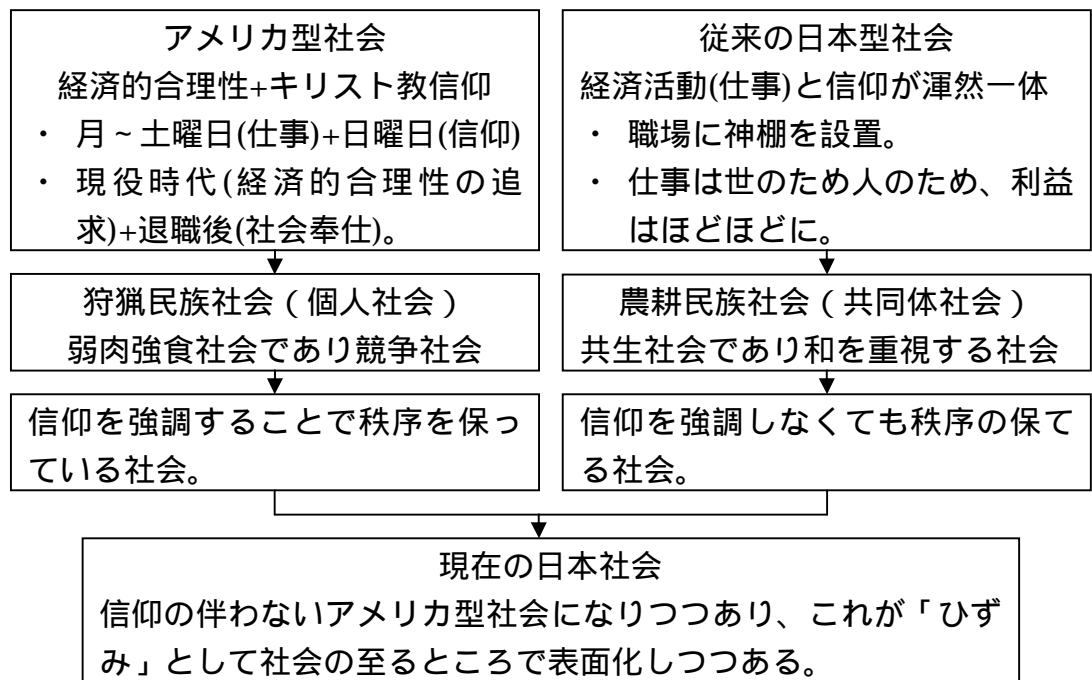 アメリカ型社会
経済的合理性+キリスト教信仰
・ 月~土曜日(仕事)+日曜日(信仰)
・ 現役時代(経済的合理性の追
求)+退職後(社会奉仕)。
従来の日本型社会
経済活動(仕事)と信仰が渾然一体
・ 職場に神棚を設置。
・ 仕事は世のため人のため、利益
はほどほどに。
狩猟民族社会(個人社会)
弱肉強食社会であり競争社会
農耕民族社会(共同体社会)
共生社会であり和を重視する社会
信仰を強調することで秩序を保っ
ている社会。
信仰を強調しなくても秩序の保て
る社会。
現在の日本社会
信仰の伴わないアメリカ型社会になりつつあり、これが「ひず
み」として社会の至るところで表面化しつつある。